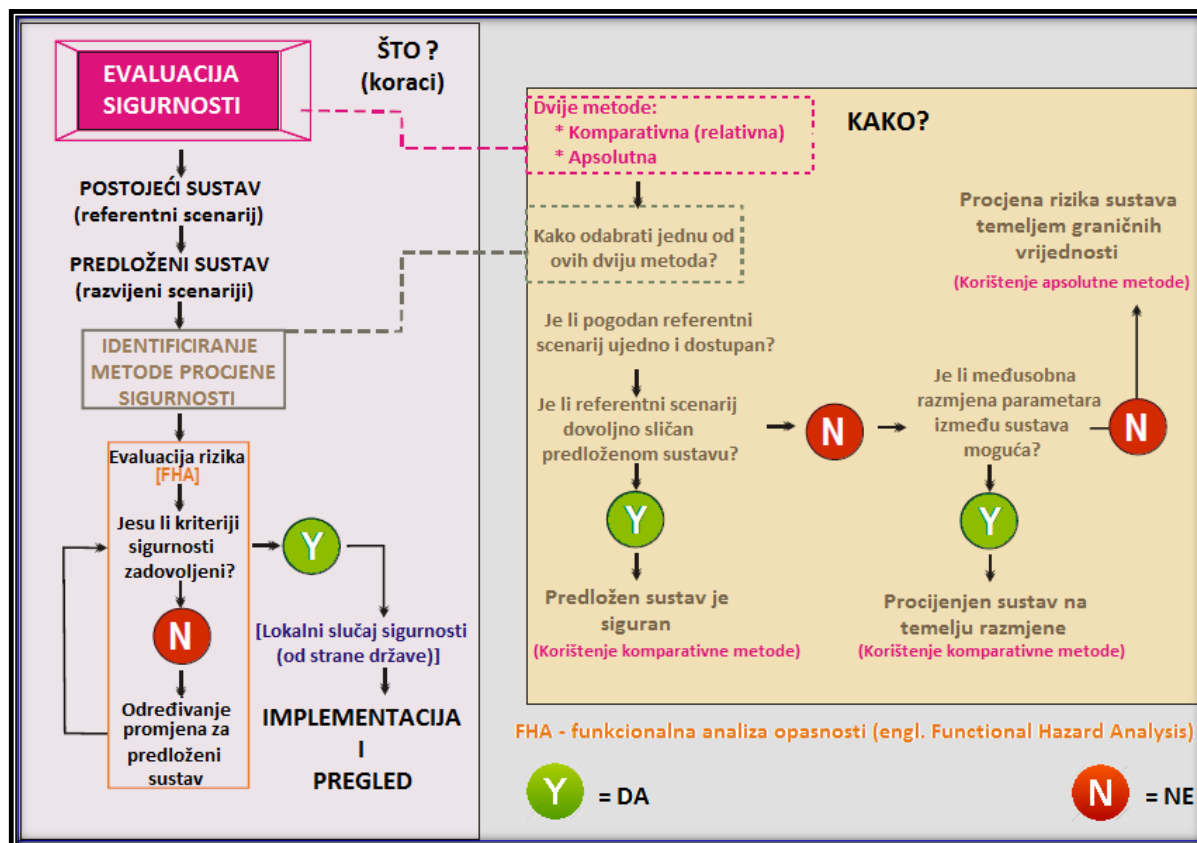 EVALUACIJA
SIGURNOSTI
ŠTO ?
(koraci)
POSTOJEĆI SUSTAV
(referentni scenarij)
PREDLOŽENI SUSTAV
(razvijeni scenariji)
IDENTIFICIRANJE
METODE PROCJENE
SIGURNOSTI
Evaluacija rizika
[FHA]
Jesu li kriteriji
sigurnosti
zadovoljeni?
Y
N
Određivanje
promjena za
predloženi
sustav
[Lokalni slučaj sigurnosti
(od strane države)]
IMPLEMENTACIJA
I
PREGLED
KAKO?
Dvije metode:
* Komparativna (relativna)
* Apsolutna
Kako odabrati jednu od
ovih dviju metoda?
Je li pogodan referentni
scenarij ujedno i dostupan?
Je li referentni scenarij
dovoljno sličan
predloženom sustavu?
Y
Predložen sustav je
siguran
(Korištenje komparativne metode)
N
Je li međusobna
razmjena parametara
između sustava
moguća?
Y
Procijenjen sustav na
temelju razmjene
(Korištenje komparativne metode)
N
Procjena rizika sustava
temeljem graničnih
vrijednosti
(Korištenje apsolutne metode)
FHA - funkcionalna analiza opasnosti (engl. Functional Hazard Analysis)
Y = DA
N = NE